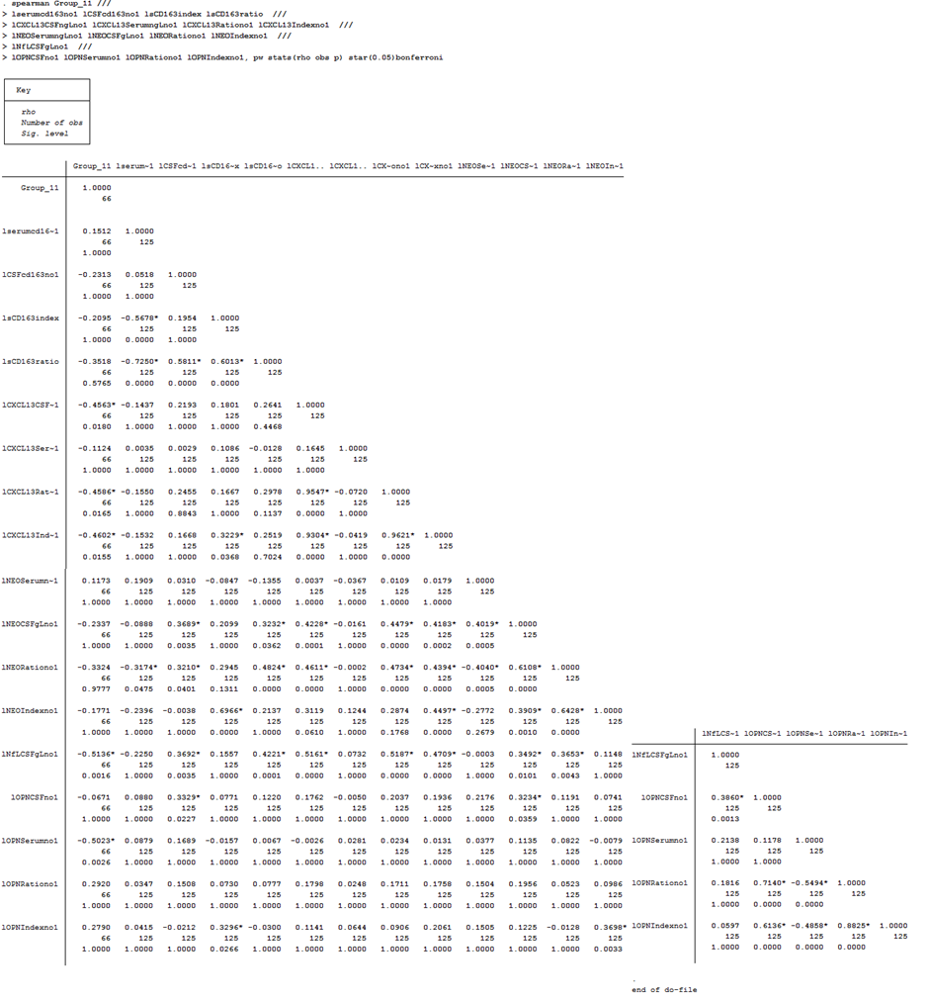 . spearman Group_11 ///
> lserumcd163no1 lCSFcd163no1 lsCD163index lsCD163ratio  ///
> lCXCL13CSFngLno1 lCXCL13SerumngLno1 lCXCL13Rationo1 lCXCL13Indexno1  ///
> lNEOSerumngLno1 lNEOCSFgLno1 lNEORationo1 lNEOIndexno1  ///
> lNfLCSFgLno1  ///
> lOPNCSFno1 lOPNSerumno1 lOPNRationo1 lOPNIndexno1, pw stats(rho obs p) star(0.05)bonferroni
Key
rho
Number of obs
Sig. level
Group_11 lserum~1 lCSFcd~1 lsCD16~x lsCD16~o lCXCL1.. lCXCL1.. lCX~ono1 lCX~xno1 lNEOSe~1 lNEOCS~1 lNEORa~1 lNEOIn~1
Group_11 1.0000
66
lserumcd16~1 0.1512 1.0000
66 125
1.0000
lCSFcd163no1 -0.2313 0.0518 1.0000
66 125 125
1.0000 1.0000
lsCD163index -0.2095 -0.5678* 0.1954 1.0000
66 125 125 125
1.0000 0.0000 1.0000
lsCD163ratio -0.3518 -0.7250* 0.5811* 0.6013* 1.0000
66 125 125 125 125
0.5765 0.0000 0.0000 0.0000
lCXCL13CSF~1 -0.4563* -0.1437 0.2193 0.1801 0.2641 1.0000
66 125 125 125 125 125
0.0180 1.0000 1.0000 1.0000 0.4468
lCXCL13Ser~1 -0.1124 0.0035 0.0029 0.1086 -0.0128 0.1645 1.0000
66 125 125 125 125 125 125
1.0000 1.0000 1.0000 1.0000 1.0000 1.0000
lCXCL13Rat~1 -0.4586* -0.1550 0.2455 0.1667 0.2978 0.9547* -0.0720 1.0000
66 125 125 125 125 125 125 125
0.0165 1.0000 0.8843 1.0000 0.1137 0.0000 1.0000
lCXCL13Ind~1 -0.4602* -0.1532 0.1668 0.3229* 0.2519 0.9304* -0.0419 0.9621* 1.0000
66 125 125 125 125 125 125 125 125
0.0155 1.0000 1.0000 0.0368 0.7024 0.0000 1.0000 0.0000
lNEOSerumn~1 0.1173 0.1909 0.0310 -0.0847 -0.1355 0.0037 -0.0367 0.0109 0.0179 1.0000
66 125 125 125 125 125 125 125 125 125
1.0000 1.0000 1.0000 1.0000 1.0000 1.0000 1.0000 1.0000 1.0000
lNEOCSFgLno1 -0.2337 -0.0888 0.3689* 0.2099 0.3232* 0.4228* -0.0161 0.4479* 0.4183* 0.4019* 1.0000
66 125 125 125 125 125 125 125 125 125 125
1.0000 1.0000 0.0035 1.0000 0.0362 0.0001 1.0000 0.0000 0.0002 0.0005
lNEORationo1 -0.3324 -0.3174* 0.3210* 0.2945 0.4824* 0.4611* -0.0002 0.4734* 0.4394* -0.4040* 0.6108* 1.0000
66 125 125 125 125 125 125 125 125 125 125 125
0.9777 0.0475 0.0401 0.1311 0.0000 0.0000 1.0000 0.0000 0.0000 0.0005 0.0000
lNEOIndexno1 -0.1771 -0.2396 -0.0038 0.6966* 0.2137 0.3119 0.1244 0.2874 0.4497* -0.2772 0.3909* 0.6428* 1.0000
66 125 125 125 125 125 125 125 125 125 125 125 125
1.0000 1.0000 1.0000 0.0000 1.0000 0.0610 1.0000 0.1768 0.0000 0.2679 0.0010 0.0000
lNfLCSFgLno1 -0.5136* -0.2250 0.3692* 0.1557 0.4221* 0.5161* 0.0732 0.5187* 0.4709* -0.0003 0.3492* 0.3653* 0.1148
66 125 125 125 125 125 125 125 125 125 125 125 125
0.0016 1.0000 0.0035 1.0000 0.0001 0.0000 1.0000 0.0000 0.0000 1.0000 0.0101 0.0043 1.0000
lOPNCSFno1 -0.0671 0.0880 0.3329* 0.0771 0.1220 0.1762 -0.0050 0.2037 0.1936 0.2176 0.3234* 0.1191 0.0741
66 125 125 125 125 125 125 125 125 125 125 125 125
1.0000 1.0000 0.0227 1.0000 1.0000 1.0000 1.0000 1.0000 1.0000 1.0000 0.0359 1.0000 1.0000
lOPNSerumno1 -0.5023* 0.0879 0.1689 -0.0157 0.0067 -0.0026 0.0281 0.0234 0.0131 0.0377 0.1135 0.0822 -0.0079
66 125 125 125 125 125 125 125 125 125 125 125 125
0.0026 1.0000 1.0000 1.0000 1.0000 1.0000 1.0000 1.0000 1.0000 1.0000 1.0000 1.0000 1.0000
lOPNRationo1 0.2920 0.0347 0.1508 0.0730 0.0777 0.1798 0.0248 0.1711 0.1758 0.1504 0.1956 0.0523 0.0986
66 125 125 125 125 125 125 125 125 125 125 125 125
1.0000 1.0000 1.0000 1.0000 1.0000 1.0000 1.0000 1.0000 1.0000 1.0000 1.0000 1.0000 1.0000
lOPNIndexno1 0.2790 0.0415 -0.0212 0.3296* -0.0300 0.1141 0.0644 0.0906 0.2061 0.1505 0.1225 -0.0128 0.3698*
66 125 125 125 125 125 125 125 125 125 125 125 125
1.0000 1.0000 1.0000 0.0266 1.0000 1.0000 1.0000 1.0000 1.0000 1.0000 1.0000 1.0000 0.0033
lNfLCS~1 lOPNCS~1 lOPNSe~1 lOPNRa~1 lOPNIn~1
lNfLCSFgLno1 1.0000
125
lOPNCSFno1 0.3860* 1.0000
125 125
0.0013
lOPNSerumno1 0.2138 0.1178 1.0000
125 125 125
1.0000 1.0000
lOPNRationo1 0.1816 0.7140* -0.5494* 1.0000
125 125 125 125
1.0000 0.0000 0.0000
lOPNIndexno1 0.0597 0.6136* -0.4858* 0.8825* 1.0000
125 125 125 125 125
1.0000 0.0000 0.0000 0.0000
.
end of do-file